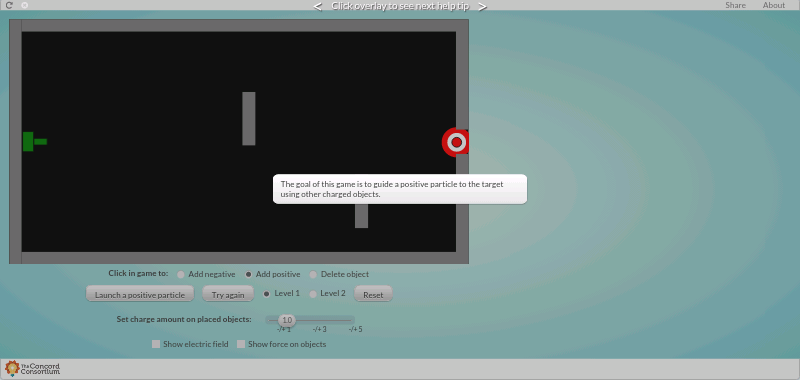 < Click overlay to see next help tip >
Share About
The goal of this game is to guide a positive particle to the target
using other charged objects.
Click in game to: Add negative Add positive Delete object
Launch a positive particle Try again Level 1 Level 2 Reset
Set charge amount on placed objects: 1.0
-/+ 1 -/+ 3 -/+ 5
Show electric field Show force on objects
The Concord
Consortium